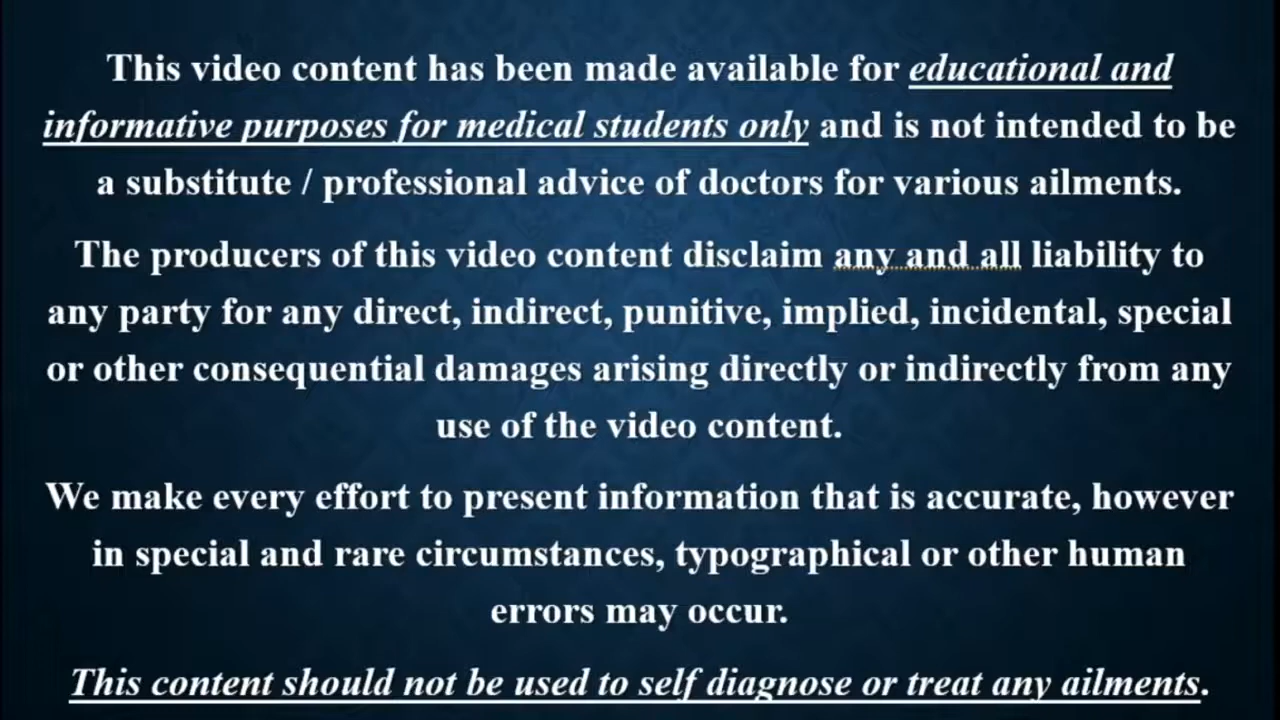 This video content has been made available for educational and
informative purposes for medical students only and is not intended to be
a substitute / professional advice of doctors for various ailments.
The producers of this video content disclaim any and all liability to
any party for any direct, indirect, punitive, implied, incidental, special
or other consequential damages arising directly or indirectly from any
use of the video content.
We make every effort to present information that is accurate, however
in special and rare circumstances, typographical or other human
errors may occur.
This content should not be used to self diagnose or treat any ailments.